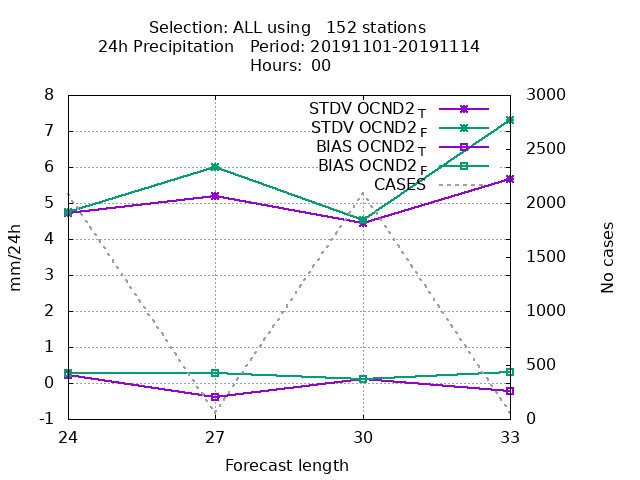 Selection: ALL using   152 stations
24h Precipitation   Period: 20191101-20191114
Hours:  00
STDV OCND2 T
STDV OCND2 F
BIAS OCND2 T
BIAS OCND2 F
CASES
8
7
6
5
4
3
2
1
0
-1
mm/24h
3000
2500
2000
1500
1000
500
0
No cases
24 27 30 33
Forecast length